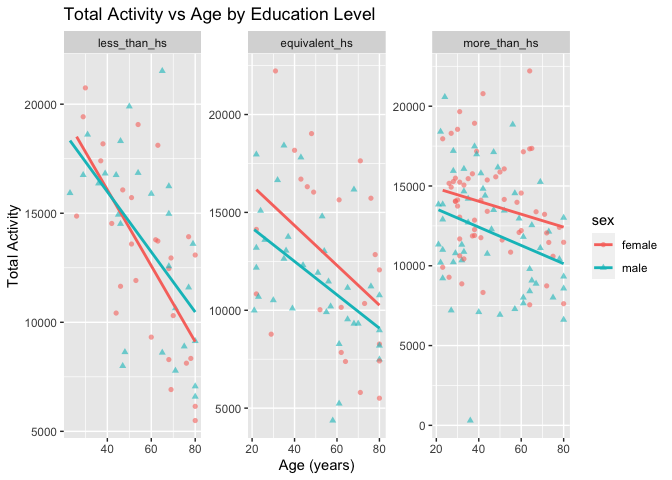 Total Activity vs Age by Education Level
less_than_hs
equivalent_hs
more_than_hs
20000
15000
10000
5000
40
60
80
20000
15000
10000
5000
20
40
60
80
20000
15000
10000
5000
0
20
40
60
80
Total Activity
Age (years)
sex
female
male